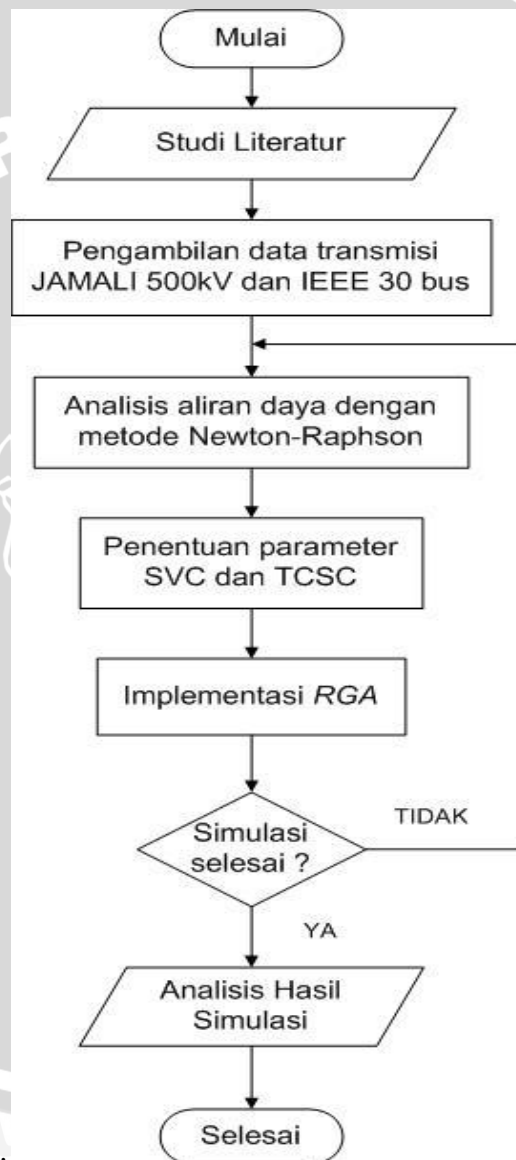 Mulai
Studi Literatur
Pengambilan data transmisi
JAMALI 500kV dan IEEE 30 bus
Analisis aliran daya dengan
metode Newton-Raphson
Penentuan parameter
SVC dan TCSC
Implementasi RGA
Simulasi
selesai ?
TIDAK
YA
Analisis Hasil
Simulasi
Selesai